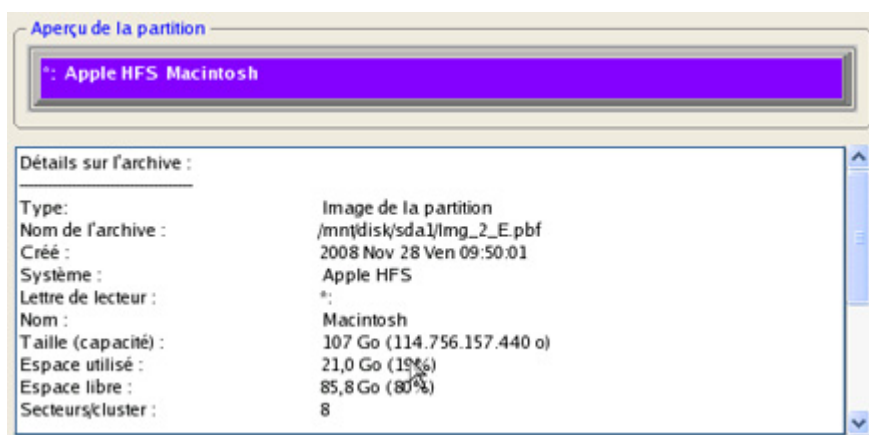 Aperçu de la partition
*: Apple HFS Macintosh
Détails sur l'archive :
------------------------------------
Type: Image de la partition
Nom de l'archive : /mnt/disk/sda1/Img_2_E.pbf
Créé : 2008 Nov 28 Ven 09:50:01
Système : Apple HFS
Lettre de lecteur : *:
Nom : Macintosh
Taille (capacité) : 107 Go (114.756.157.440 o)
Espace utilisé : 21,0 Go (19%)
Espace libre : 85,8 Go (80%)
Secteurs/cluster : 8